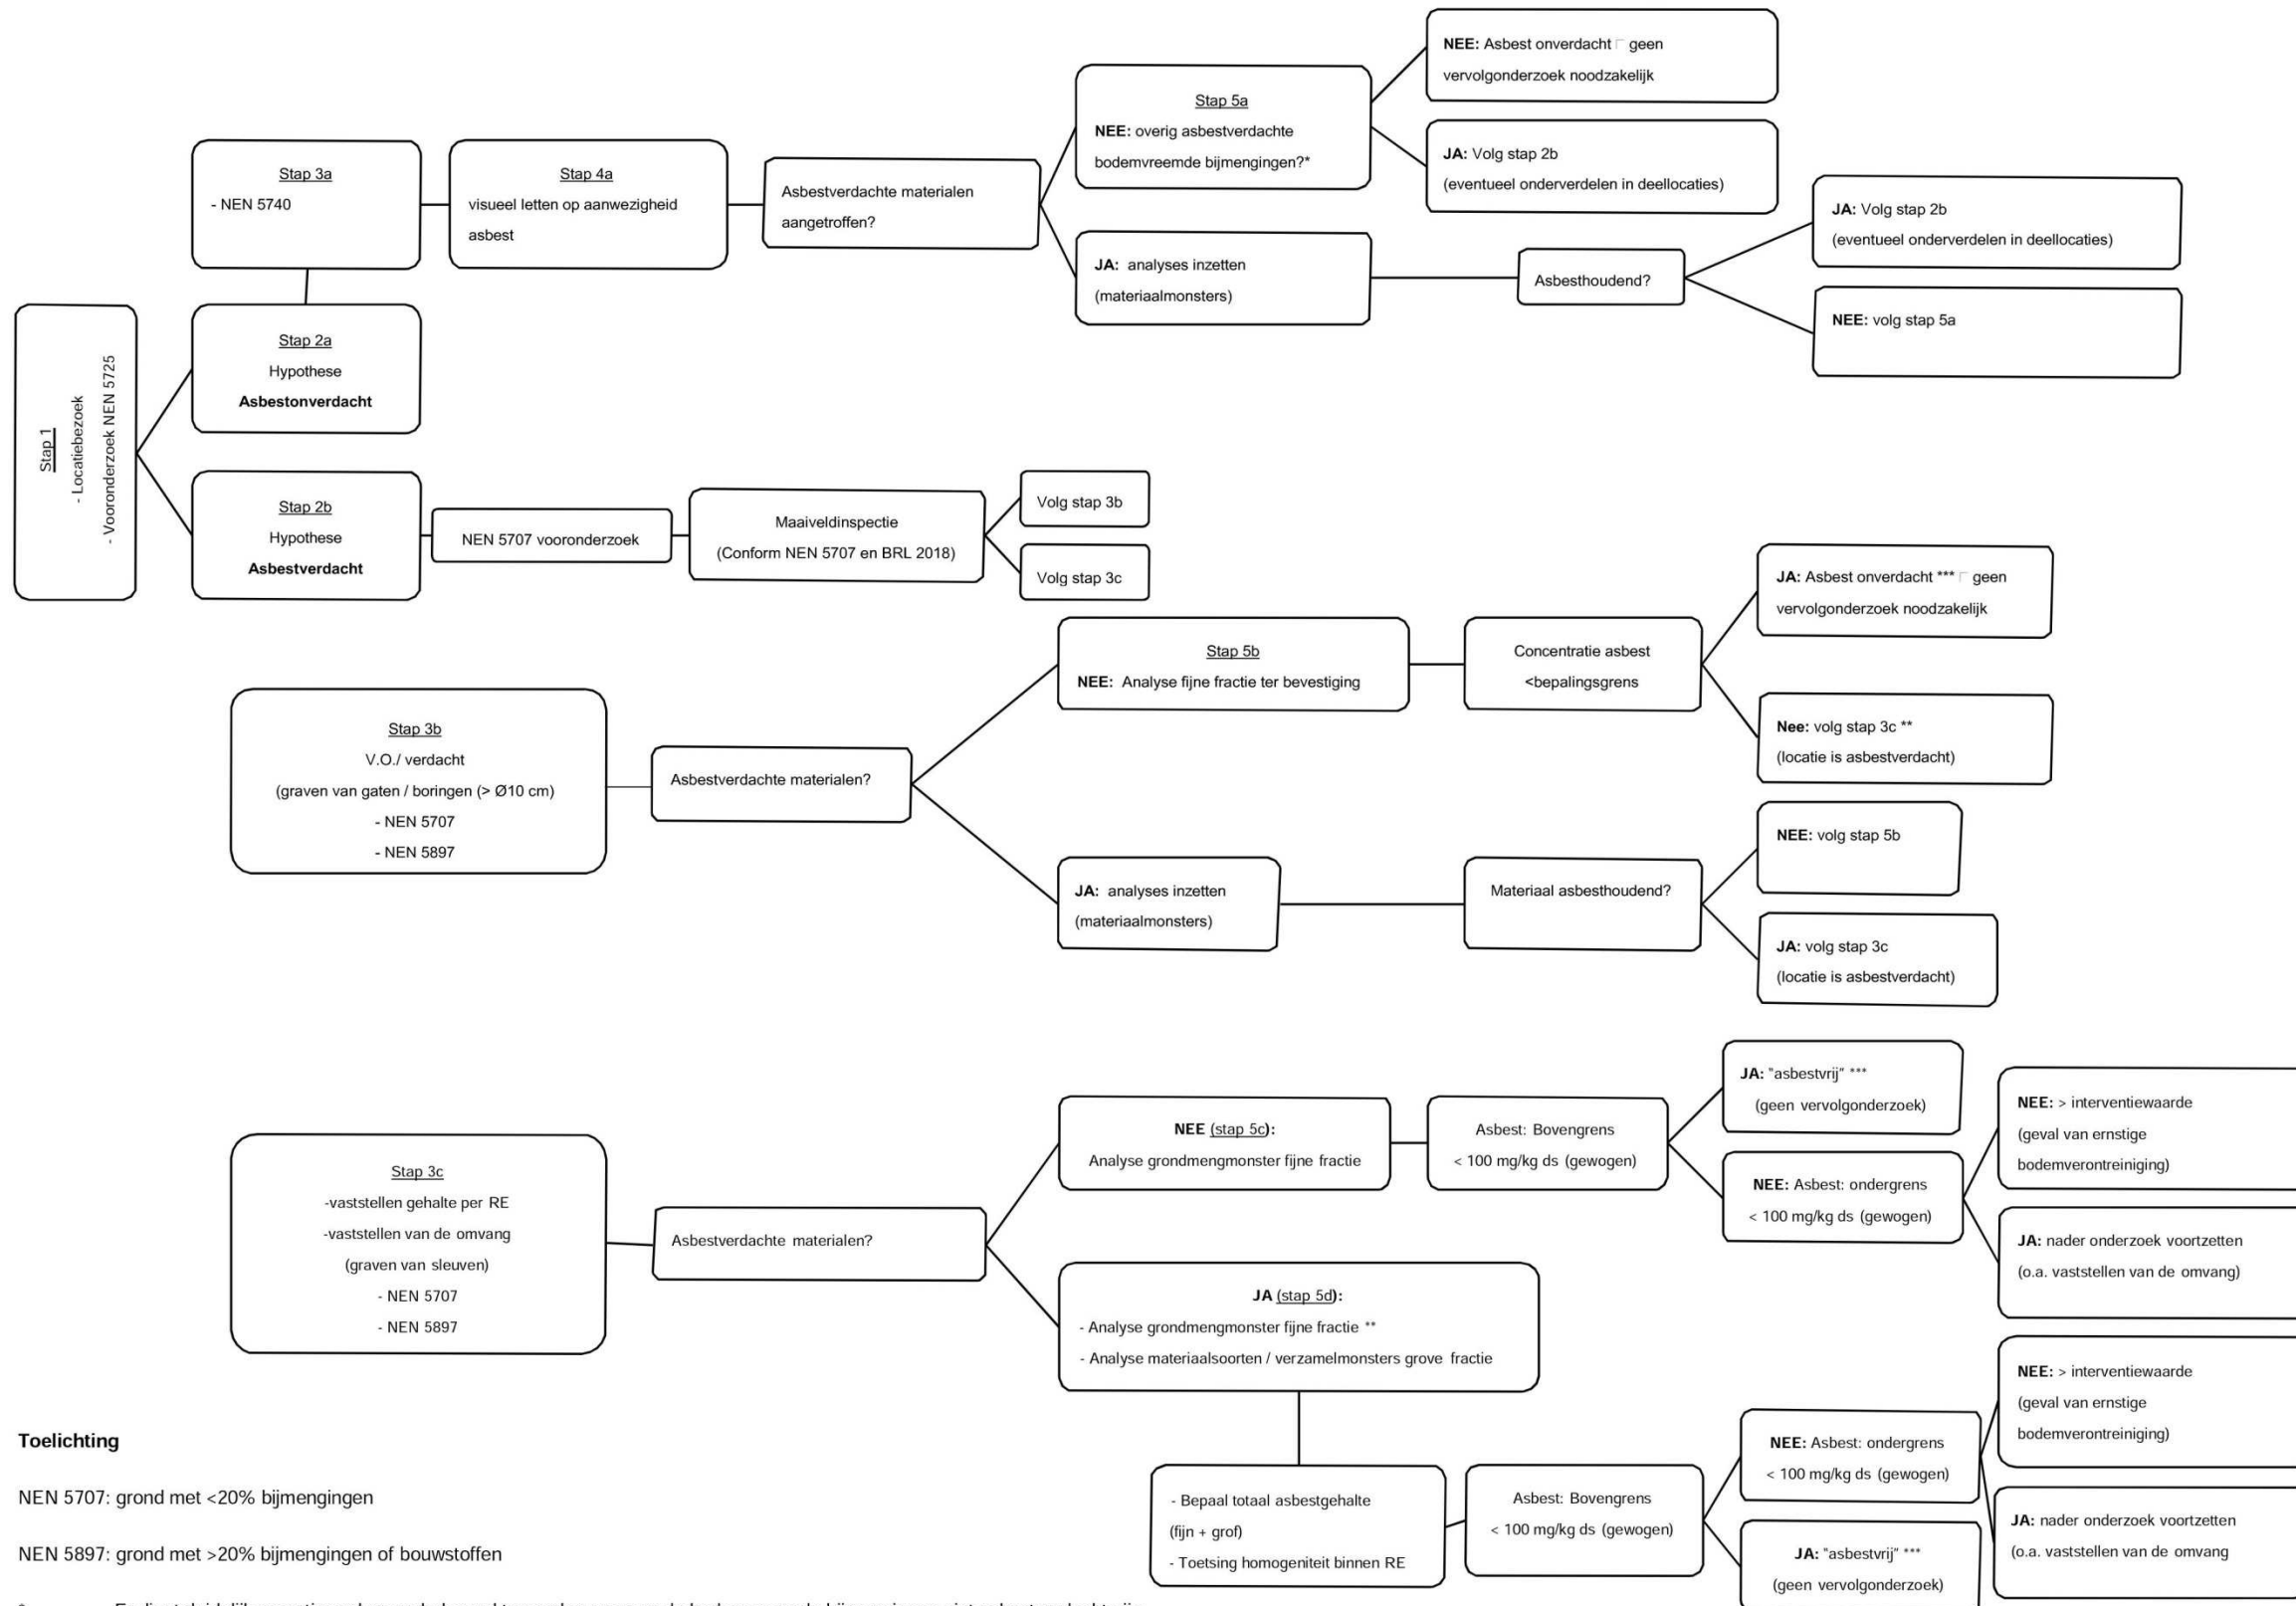 Stap 1
- Locatiebezoek
- Vooronderzoek NEN 5725
Stap 2a
Hypothese
Asbestonverdacht
Stap 3a
- NEN 5740
Stap 4a
visueel letten op aanwezigheid
asbest
Asbestverdachte materialen
aangetroffen?
Stap 5a
NEE: overig asbestverdachte
bodemvreemde bijmengingen?*
NEE: Asbest onverdacht geen
vervolgonderzoek noodzakelijk
JA: Volg stap 2b
(eventueel onderverdelen in deellocaties)
JA: analyses inzetten
(materiaalmonsters)
Asbesthoudend?
JA: Volg stap 2b
(eventueel onderverdelen in deellocaties)
NEE: volg stap 5a
Stap 2b
Hypothese
Asbestverdacht
NEN 5707 vooronderzoek
Maaiveldinspectie
(Conform NEN 5707 en BRL 2018)
Volg stap 3b
Volg stap 3c
Stap 3b
V.O./ verdacht
(graven van gaten / boringen (> Ø10 cm)
- NEN 5707
- NEN 5897
Asbestverdachte materialen?
Stap 5b
NEE: Analyse fijne fractie ter bevestiging
Concentratie asbest
<bepalingsgrens
JA: Asbest onverdacht *** geen
vervolgonderzoek noodzakelijk
Nee: volg stap 3c **
(locatie is asbestverdacht)
JA: analyses inzetten
(materiaalmonsters)
Materiaal asbesthoudend?
NEE: volg stap 5b
JA: volg stap 3c
(locatie is asbestverdacht)
Stap 3c
-vaststellen gehalte per RE
-vaststellen van de omvang
(graven van sleuven)
- NEN 5707
- NEN 5897
Asbestverdachte materialen?
NEE (stap 5c):
Analyse grondmengmonster fijne fractie
Asbest: Bovengrens
< 100 mg/kg ds (gewogen)
JA: "asbestvrij" ***
(geen vervolgonderzoek)
NEE: Asbest: ondergrens
< 100 mg/kg ds (gewogen)
NEE: > interventiewaarde
(geval van ernstige
bodemverontreiniging)
JA: nader onderzoek voortzetten
(o.a. vaststellen van de omvang)
JA (stap 5d):
- Analyse grondmengmonster fijne fractie **
- Analyse materiaalsoorten / verzamelmonsters grove fractie
- Bepaal totaal asbestgehalte
(fijn + grof)
- Toetsing homogeniteit binnen RE
Asbest: Bovengrens
< 100 mg/kg ds (gewogen)
NEE: Asbest: ondergrens
< 100 mg/kg ds (gewogen)
JA: "asbestvrij" ***
(geen vervolgonderzoek)
NEE: > interventiewaarde
(geval van ernstige
bodemverontreiniging)
JA: nader onderzoek voortzetten
(o.a. vaststellen van de omvang
Toelichting
NEN 5707: grond met <20% bijmengingen
NEN 5897: grond met >20% bijmengingen of bouwstoffen